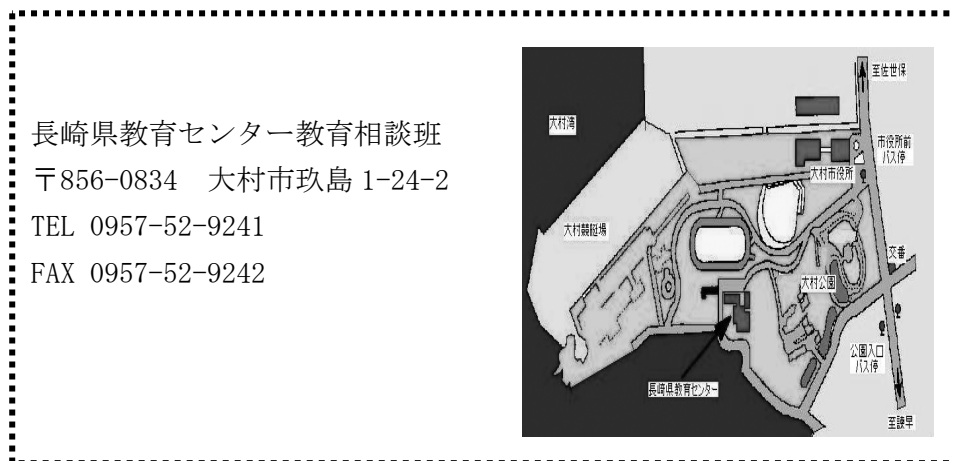 長崎県教育センター教育相談班
〒856-0834　大村市玖島 1-24-2
TEL 0957-52-9241
FAX 0957-52-9242
至佐世保
大村湾
市役所前
バス停
大村市役所
大村競艇場
交番
大村公園
公園入口
バス停
長崎県教育センター
至諫早